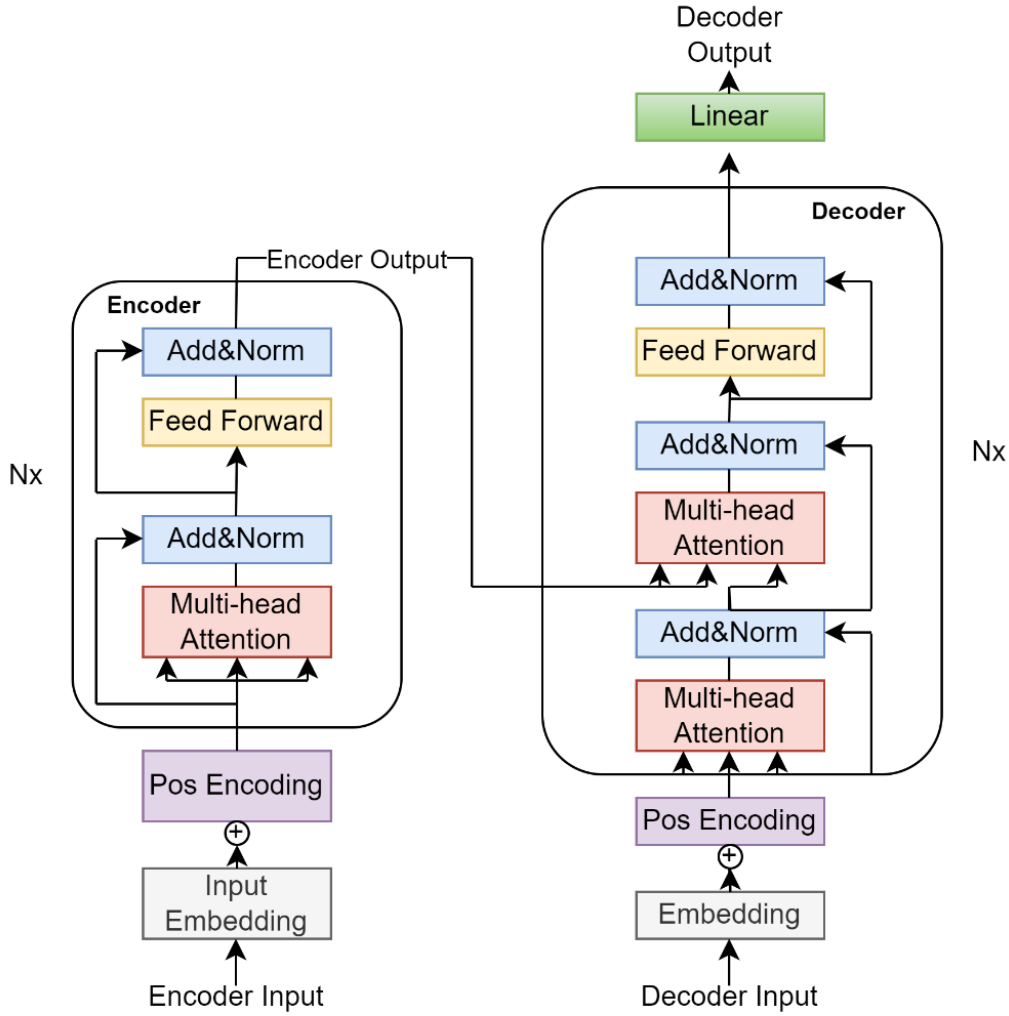 Decoder
Output
Linear
Decoder
Add&Norm
Feed Forward
Add&Norm
Multi-head
Attention
Add&Norm
Multi-head
Attention
Pos Encoding
+
Embedding
Decoder Input
Nx
Encoder Output
Encoder
Add&Norm
Feed Forward
Add&Norm
Multi-head
Attention
Nx
Pos Encoding
+
Input
Embedding
Encoder Input